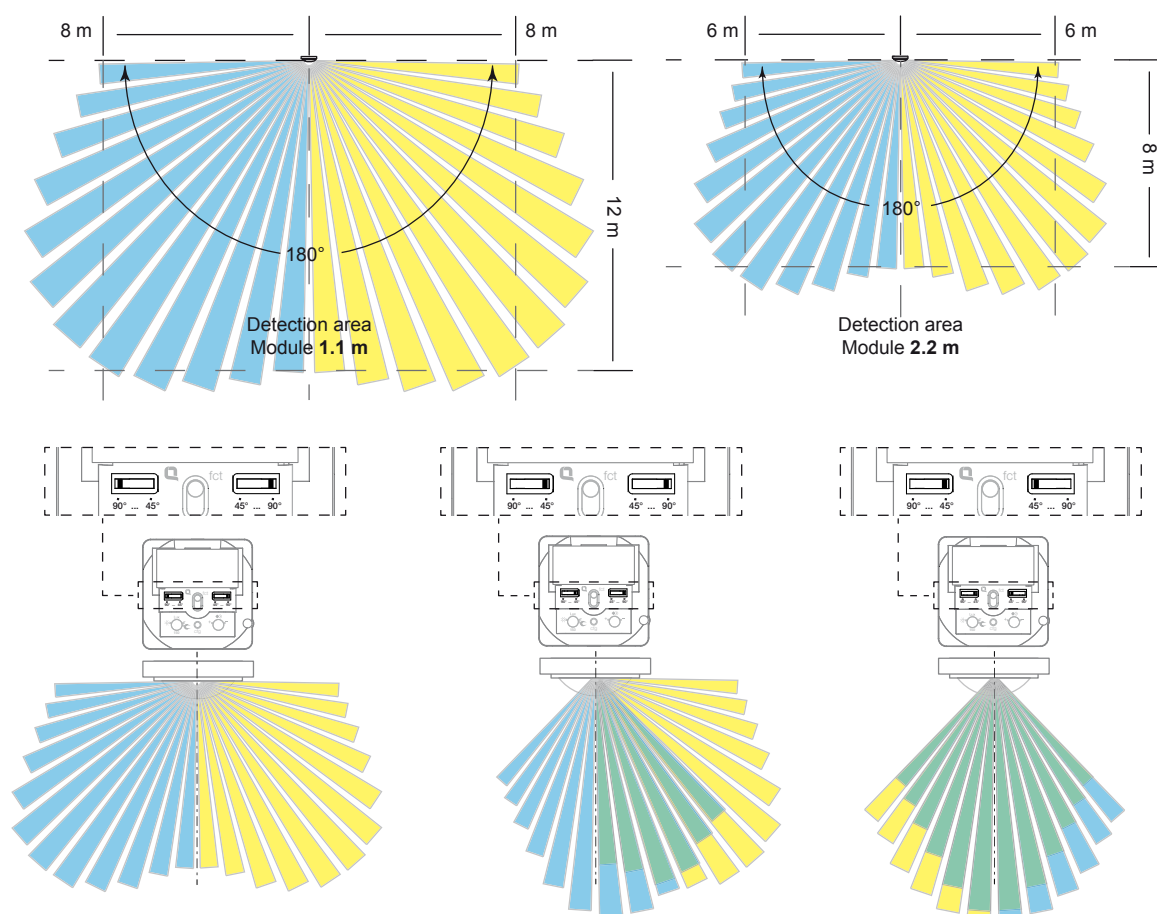 8 m 8 m
6 m 6 m
180°
12 m
180°
8 m
Detection area
Module 1.1 m
Detection area
Module 2.2 m
fct
90° ... 45° 45° ... 90°
fct
90° ... 45° 45° ... 90°
fct
90° ... 45° 45° ... 90°